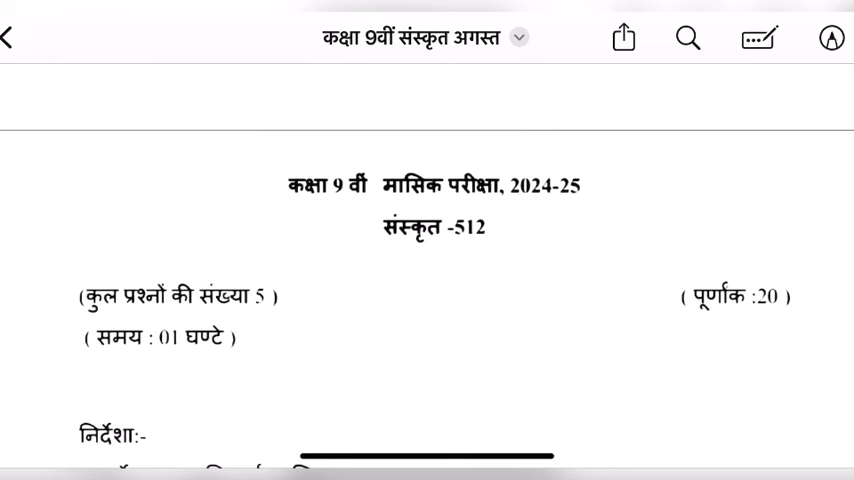 कक्षा 9वीं संस्कृत अगस्त
कक्षा 9 वीं मासिक परीक्षा, 2024-25
संस्कृत -512
(कुल प्रश्नों की संख्या 5 )
( पूर्णांक :20 )
( समय : 01 घण्टे )
निर्देशा:-